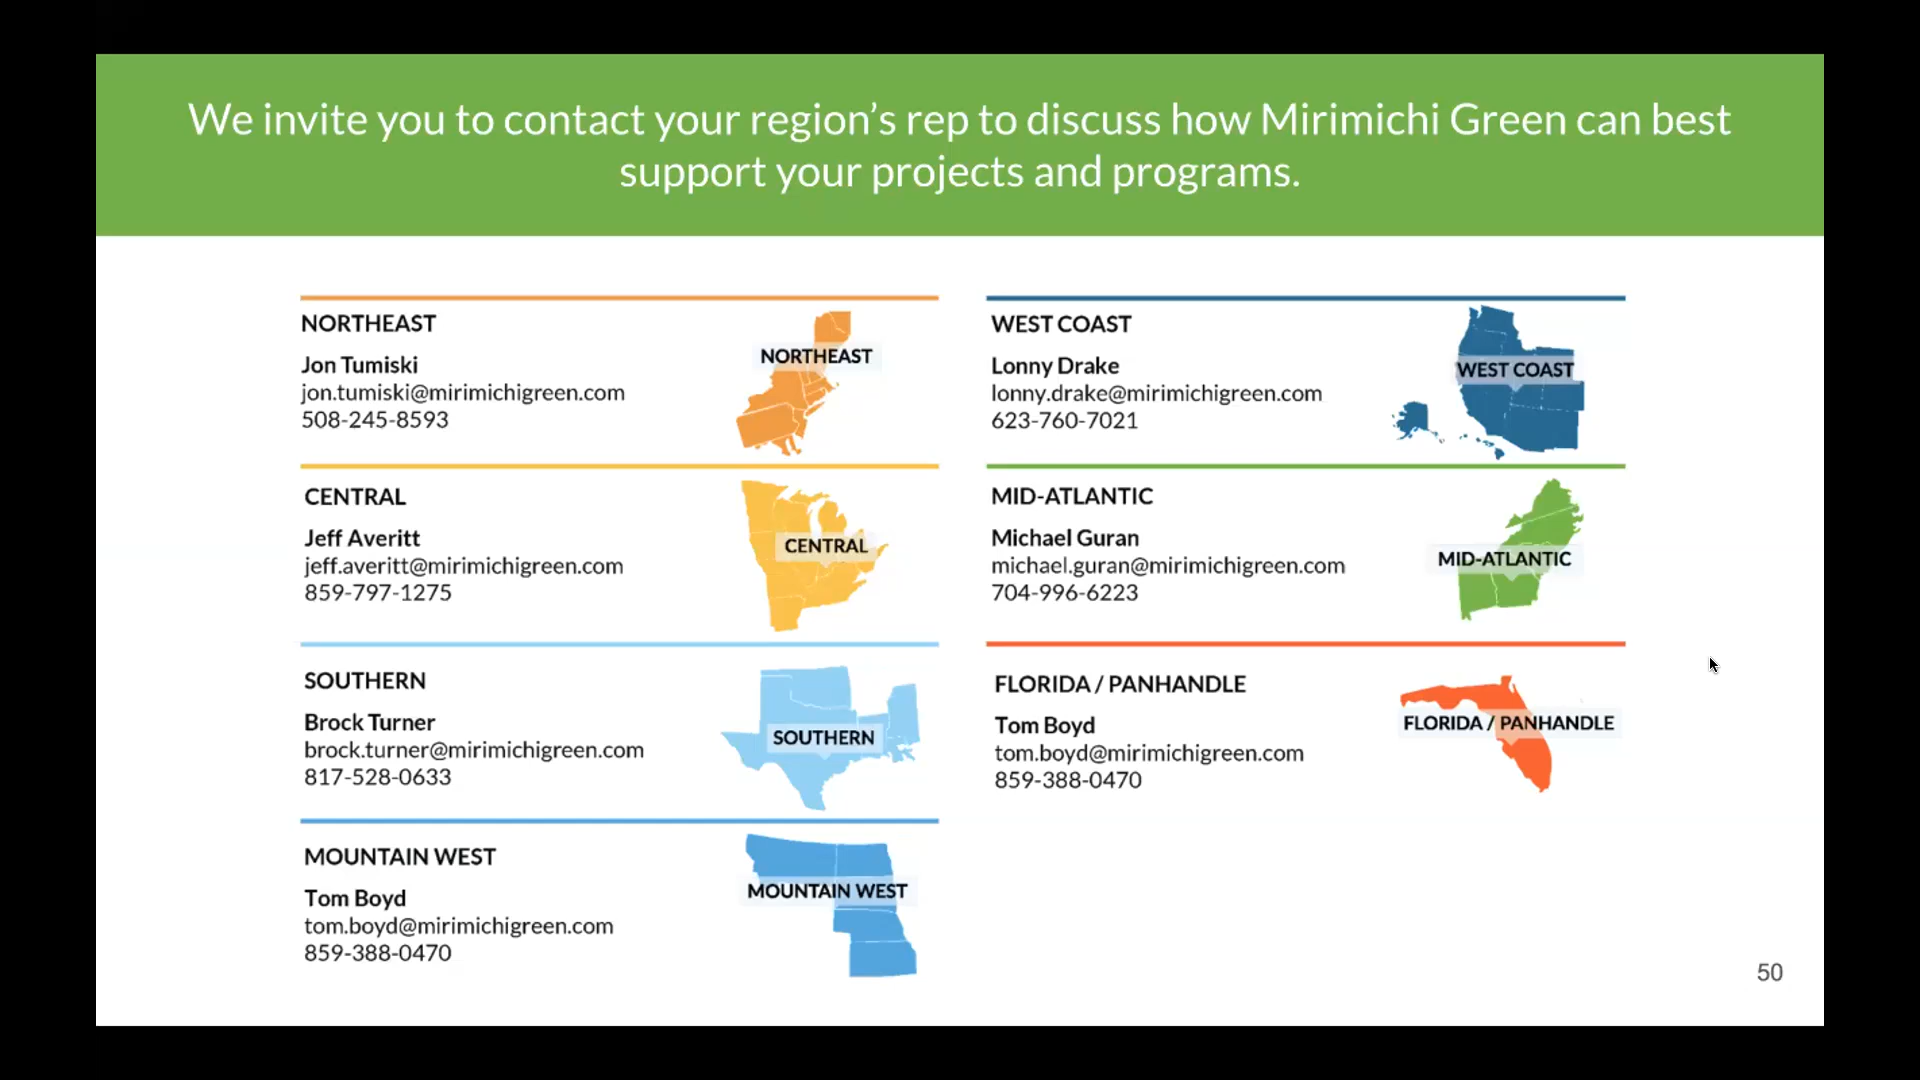 We invite you to contact your region’s rep to discuss how Mirimichi Green can best
support your projects and programs.
NORTHEAST
Jon Tumiski
jon.tumiski@mirimichigreen.com
508-245-8593
NORTHEAST
WEST COAST
Lonny Drake
lonny.drake@mirimichigreen.com
623-760-7021
WEST COAST
CENTRAL
Jeff Averitt
jeff.averitt@mirimichigreen.com
859-797-1275
CENTRAL
MID-ATLANTIC
Michael Guran
michael.guran@mirimichigreen.com
704-996-6223
MID-ATLANTIC
SOUTHERN
Brock Turner
brock.turner@mirimichigreen.com
817-528-0633
SOUTHERN
FLORIDA / PANHANDLE
Tom Boyd
tom.boyd@mirimichigreen.com
859-388-0470
FLORIDA / PANHANDLE
MOUNTAIN WEST
Tom Boyd
tom.boyd@mirimichigreen.com
859-388-0470
MOUNTAIN WEST
50